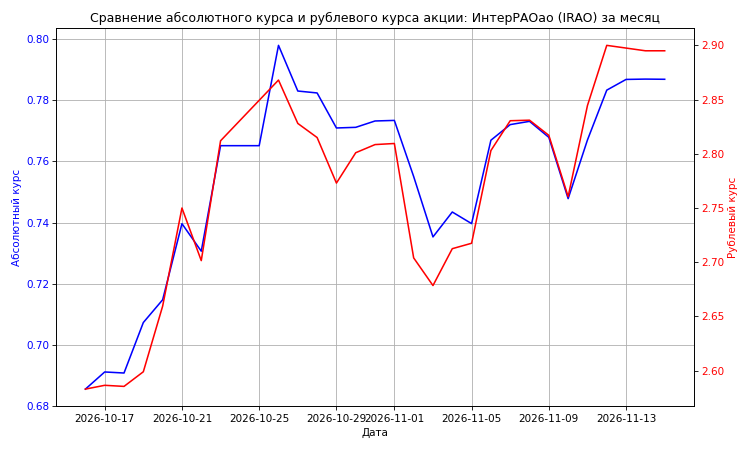 Сравнение абсолютного курса и рублевого курса акции: ИнтерРАОао (IRAO) за месяц
0.80
0.78
0.76
0.74
0.72
0.70
0.68
Абсолютный курс
2.90
2.85
2.80
2.75
2.70
2.65
2.60
Рублевый курс
2026-10-17 2026-10-21 2026-10-25 2026-10-29 2026-11-01 2026-11-05 2026-11-09 2026-11-13
Дата